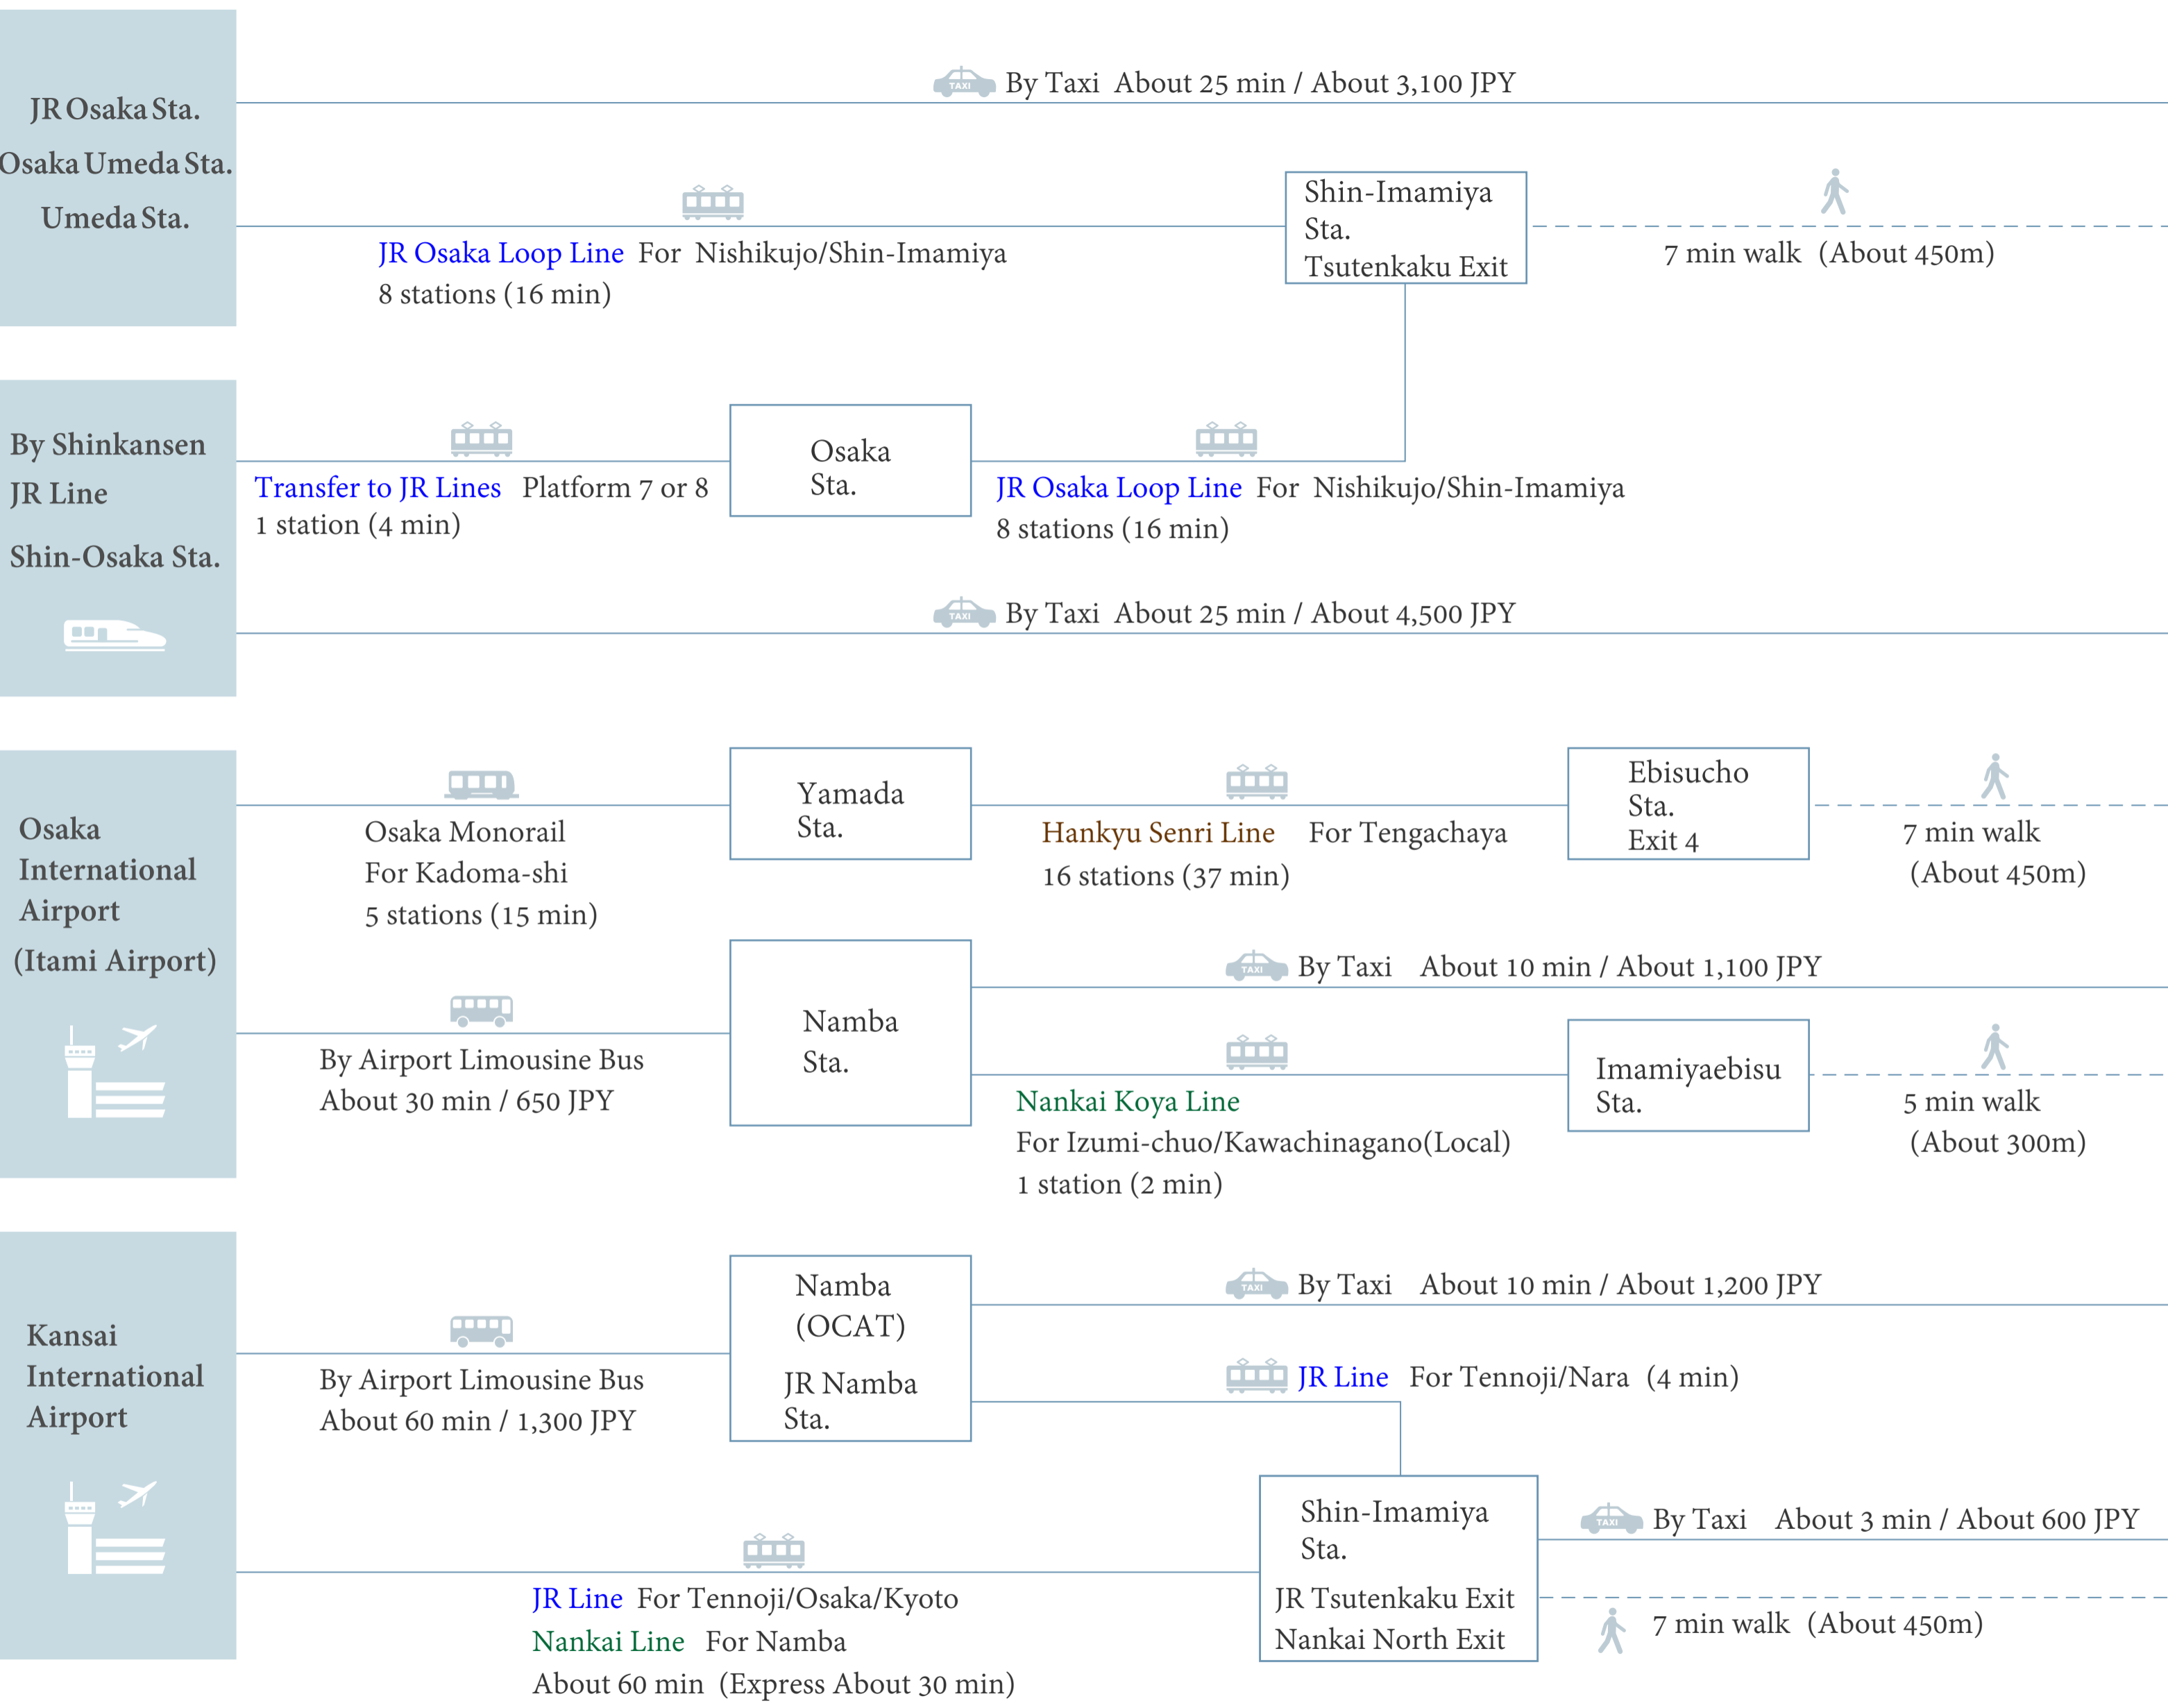 JR Osaka Sta.
Osaka Umeda Sta.
Umeda Sta.
TAXI By Taxi About 25 min / About 3,100 JPY
JR Osaka Loop Line For Nishikujo/Shin-Imamiya
8 stations (16 min)
Shin-Imamiya
Sta.
Tsutenkaku Exit
7 min walk (About 450m)
By Shinkansen
JR Line
Shin-Osaka Sta.
Transfer to JR Lines Platform 7 or 8
1 station (4 min)
Osaka
Sta.
JR Osaka Loop Line For Nishikujo/Shin-Imamiya
8 stations (16 min)
TAXI By Taxi About 25 min / About 4,500 JPY
Osaka
International
Airport
(Itami Airport)
Osaka Monorail
For Kadoma-shi
5 stations (15 min)
Yamada
Sta.
Hankyu Senri Line For Tengachaya
16 stations (37 min)
Ebisucho
Sta.
Exit 4
7 min walk
(About 450m)
By Airport Limousine Bus
About 30 min / 650 JPY
Namba
Sta.
TAXI By Taxi About 10 min / About 1,100 JPY
Nankai Koya Line
For Izumi-chuo/Kawachinagano(Local)
1 station (2 min)
Imamiyaebisu
Sta.
5 min walk
(About 300m)
Kansai
International
Airport
By Airport Limousine Bus
About 60 min / 1,300 JPY
Namba
(OCAT)
JR Namba
Sta.
TAXI By Taxi About 10 min / About 1,200 JPY
JR Line For Tennoji/Nara (4 min)
JR Line For Tennoji/Osaka/Kyoto
Nankai Line For Namba
About 60 min (Express About 30 min)
Shin-Imamiya
Sta.
JR Tsutenkaku Exit
Nankai North Exit
TAXI By Taxi About 3 min / About 600 JPY
7 min walk (About 450m)